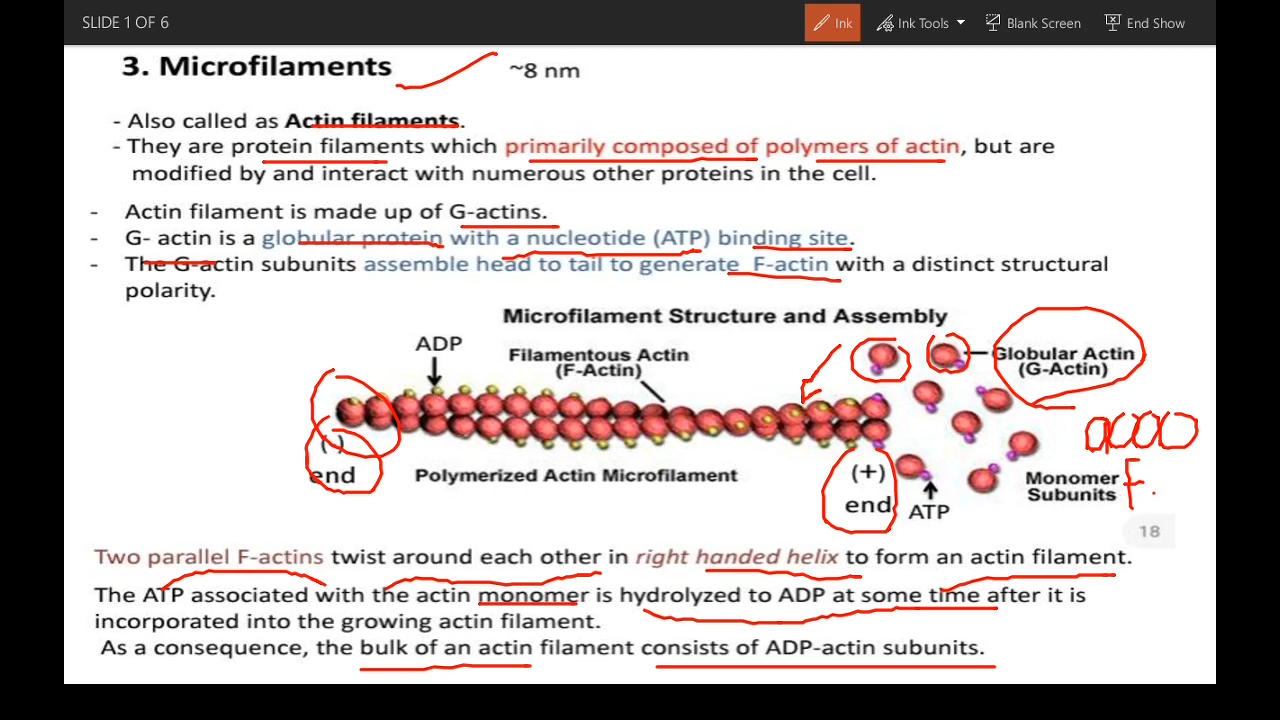 SLIDE 1 OF 6
Ink
Ink Tools
Blank Screen
End Show
3. Microfilaments
~8 nm
- Also called as Actin filaments.
- They are protein filaments which primarily composed of polymers of actin, but are
modified by and interact with numerous other proteins in the cell.
- Actin filament is made up of G-actins.
- G- actin is a globular protein with a nucleotide (ATP) binding site.
- The G-actin subunits assemble head to tail to generate F-actin with a distinct structural
polarity.
Microfilament Structure and Assembly
ADP
Filamentous Actin
(F-Actin)
Globular Actin
(G-Actin)
(-)
end
Polymerized Actin Microfilament
(+)
end
ATP
Monomer
Subunits
F.
18
Two parallel F-actins twist around each other in right handed helix to form an actin filament.
The ATP associated with the actin monomer is hydrolyzed to ADP at some time after it is
incorporated into the growing actin filament.
As a consequence, the bulk of an actin filament consists of ADP-actin subunits.